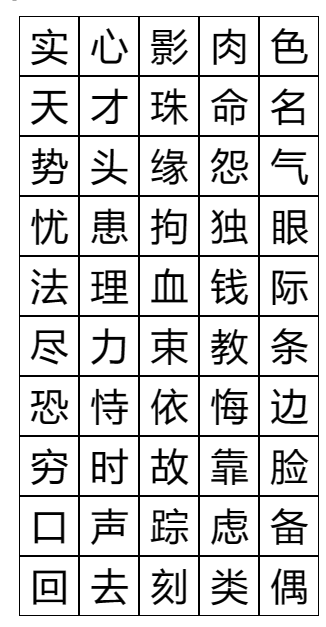 实心影肉色
天才珠命名
势头缘怨气
忧患拘独眼
法理血钱际
尽力束教条
恐恃依悔边
穷时故靠脸
口声踪虑备
回去刻类偶